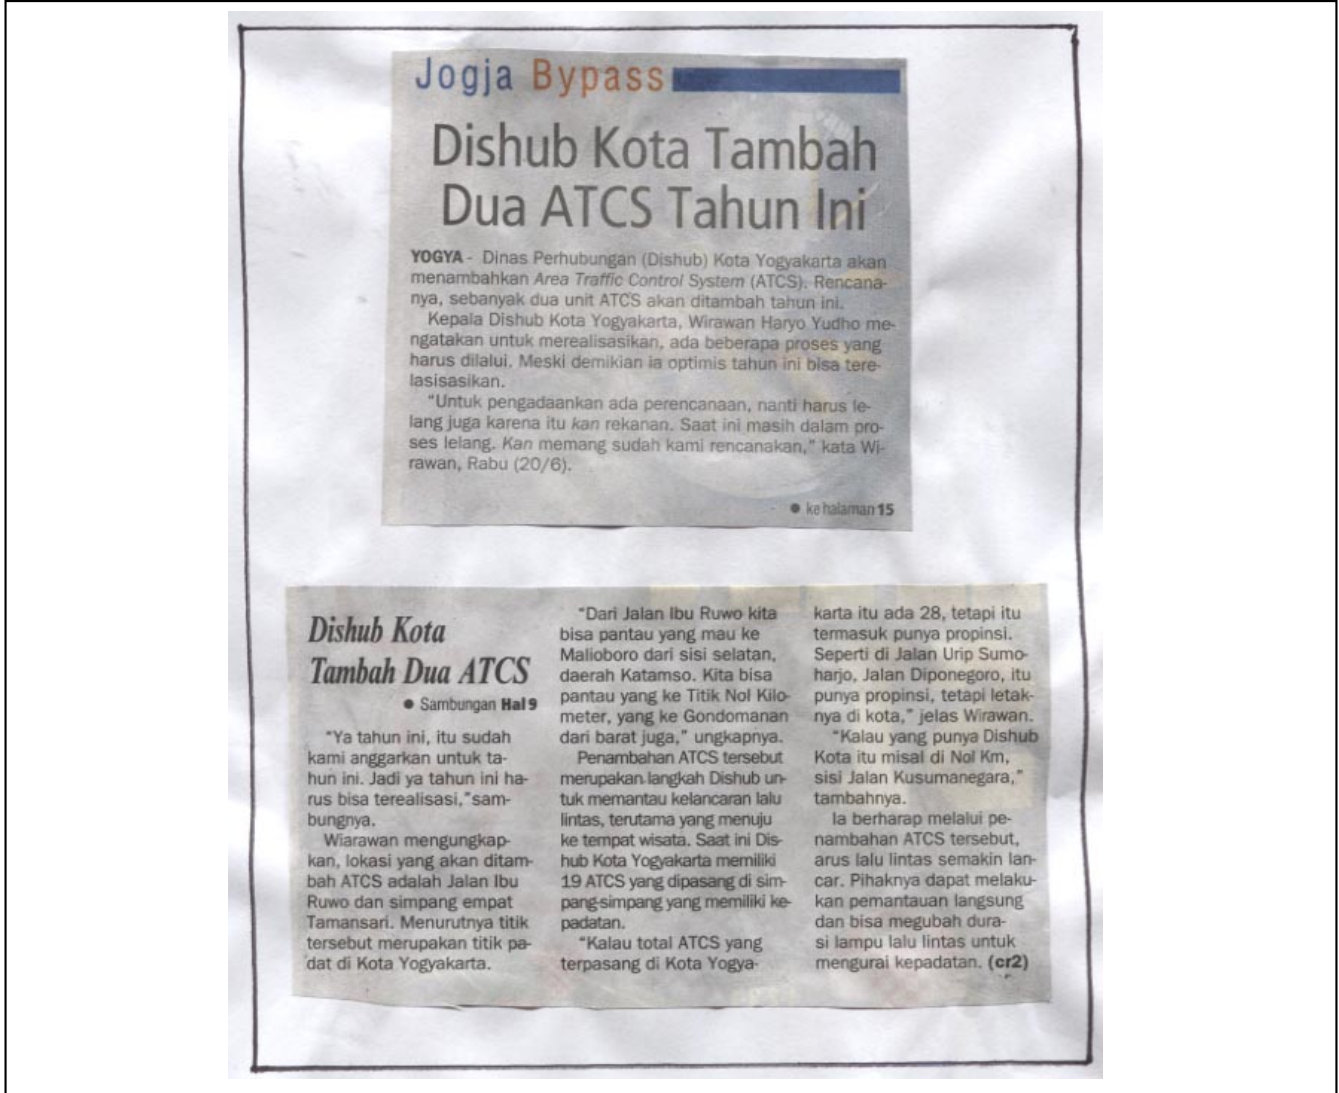 Jogja Bypass
Dishub Kota Tambah
Dua ATCS Tahun Ini
YOGYA - Dinas Perhubungan (Dishub) Kota Yogyakarta akan
menambahkan Area Traffic Control System (ATCS). Rencana-
nya, sebanyak dua unit ATCS akan ditambah tahun ini.
Kepala Dishub Kota Yogyakarta, Wirawan Haryo Yudho me-
ngatakan untuk merealisasikan, ada beberapa proses yang
harus dilalui. Meski demikian ia optimis tahun ini bisa tere-
lasisasikan.
"Untuk pengadaankan ada perencanaan, nanti harus le-
lang juga karena itu kan rekanan. Saat ini masih dalam pro-
ses lelang. Kan memang sudah kami rencanakan," kata Wi-
rawan, Rabu (20/6).
● ke halaman 15
Dishub Kota
Tambah Dua ATCS
● Sambungan Hal 9
"Ya tahun ini, itu sudah
kami anggarkan untuk ta-
hun ini. Jadi ya tahun ini ha-
rus bisa terealisasi,"sam-
bungnya.
Wiarawan mengungkap-
kan, lokasi yang akan ditam-
bah ATCS adalah Jalan Ibu
Ruwo dan simpang empat
Tamansari. Menurutnya titik
tersebut merupakan titik pa-
dat di Kota Yogyakarta.
"Dari Jalan Ibu Ruwo kita
bisa pantau yang mau ke
Malioboro dari sisi selatan,
daerah Katamso. Kita bisa
pantau yang ke Titik Nol Kilo-
meter, yang ke Gondomanan
dari barat juga," ungkapnya.
Penambahan ATCS tersebut
merupakan langkah Dishub un-
tuk memantau kelancaran lalu
lintas, terutama yang menuju
ke tempat wisata. Saat ini Dis-
hub Kota Yogyakarta memiliki
19 ATCS yang dipasang di sim-
pang-simpang yang memiliki ke-
padatan.
"Kalau total ATCS yang
terpasang di Kota Yogya-
karta itu ada 28, tetapi itu
termasuk punya propinsi.
Seperti di Jalan Urip Sumo-
harjo, Jalan Diponegoro, itu
punya propinsi, tetapi letak-
nya di kota," jelas Wirawan.
"Kalau yang punya Dishub
Kota itu misal di Nol Km,
sisi Jalan Kusumanegara,"
tambahnya.
Ia berharap melalui pe-
nambahan ATCS tersebut,
arus lalu lintas semakin lan-
car. Pihaknya dapat melaku-
kan pemantauan langsung
dan bisa megubah dura-
si lampu lalu lintas untuk
mengurai kepadatan. (cr2)